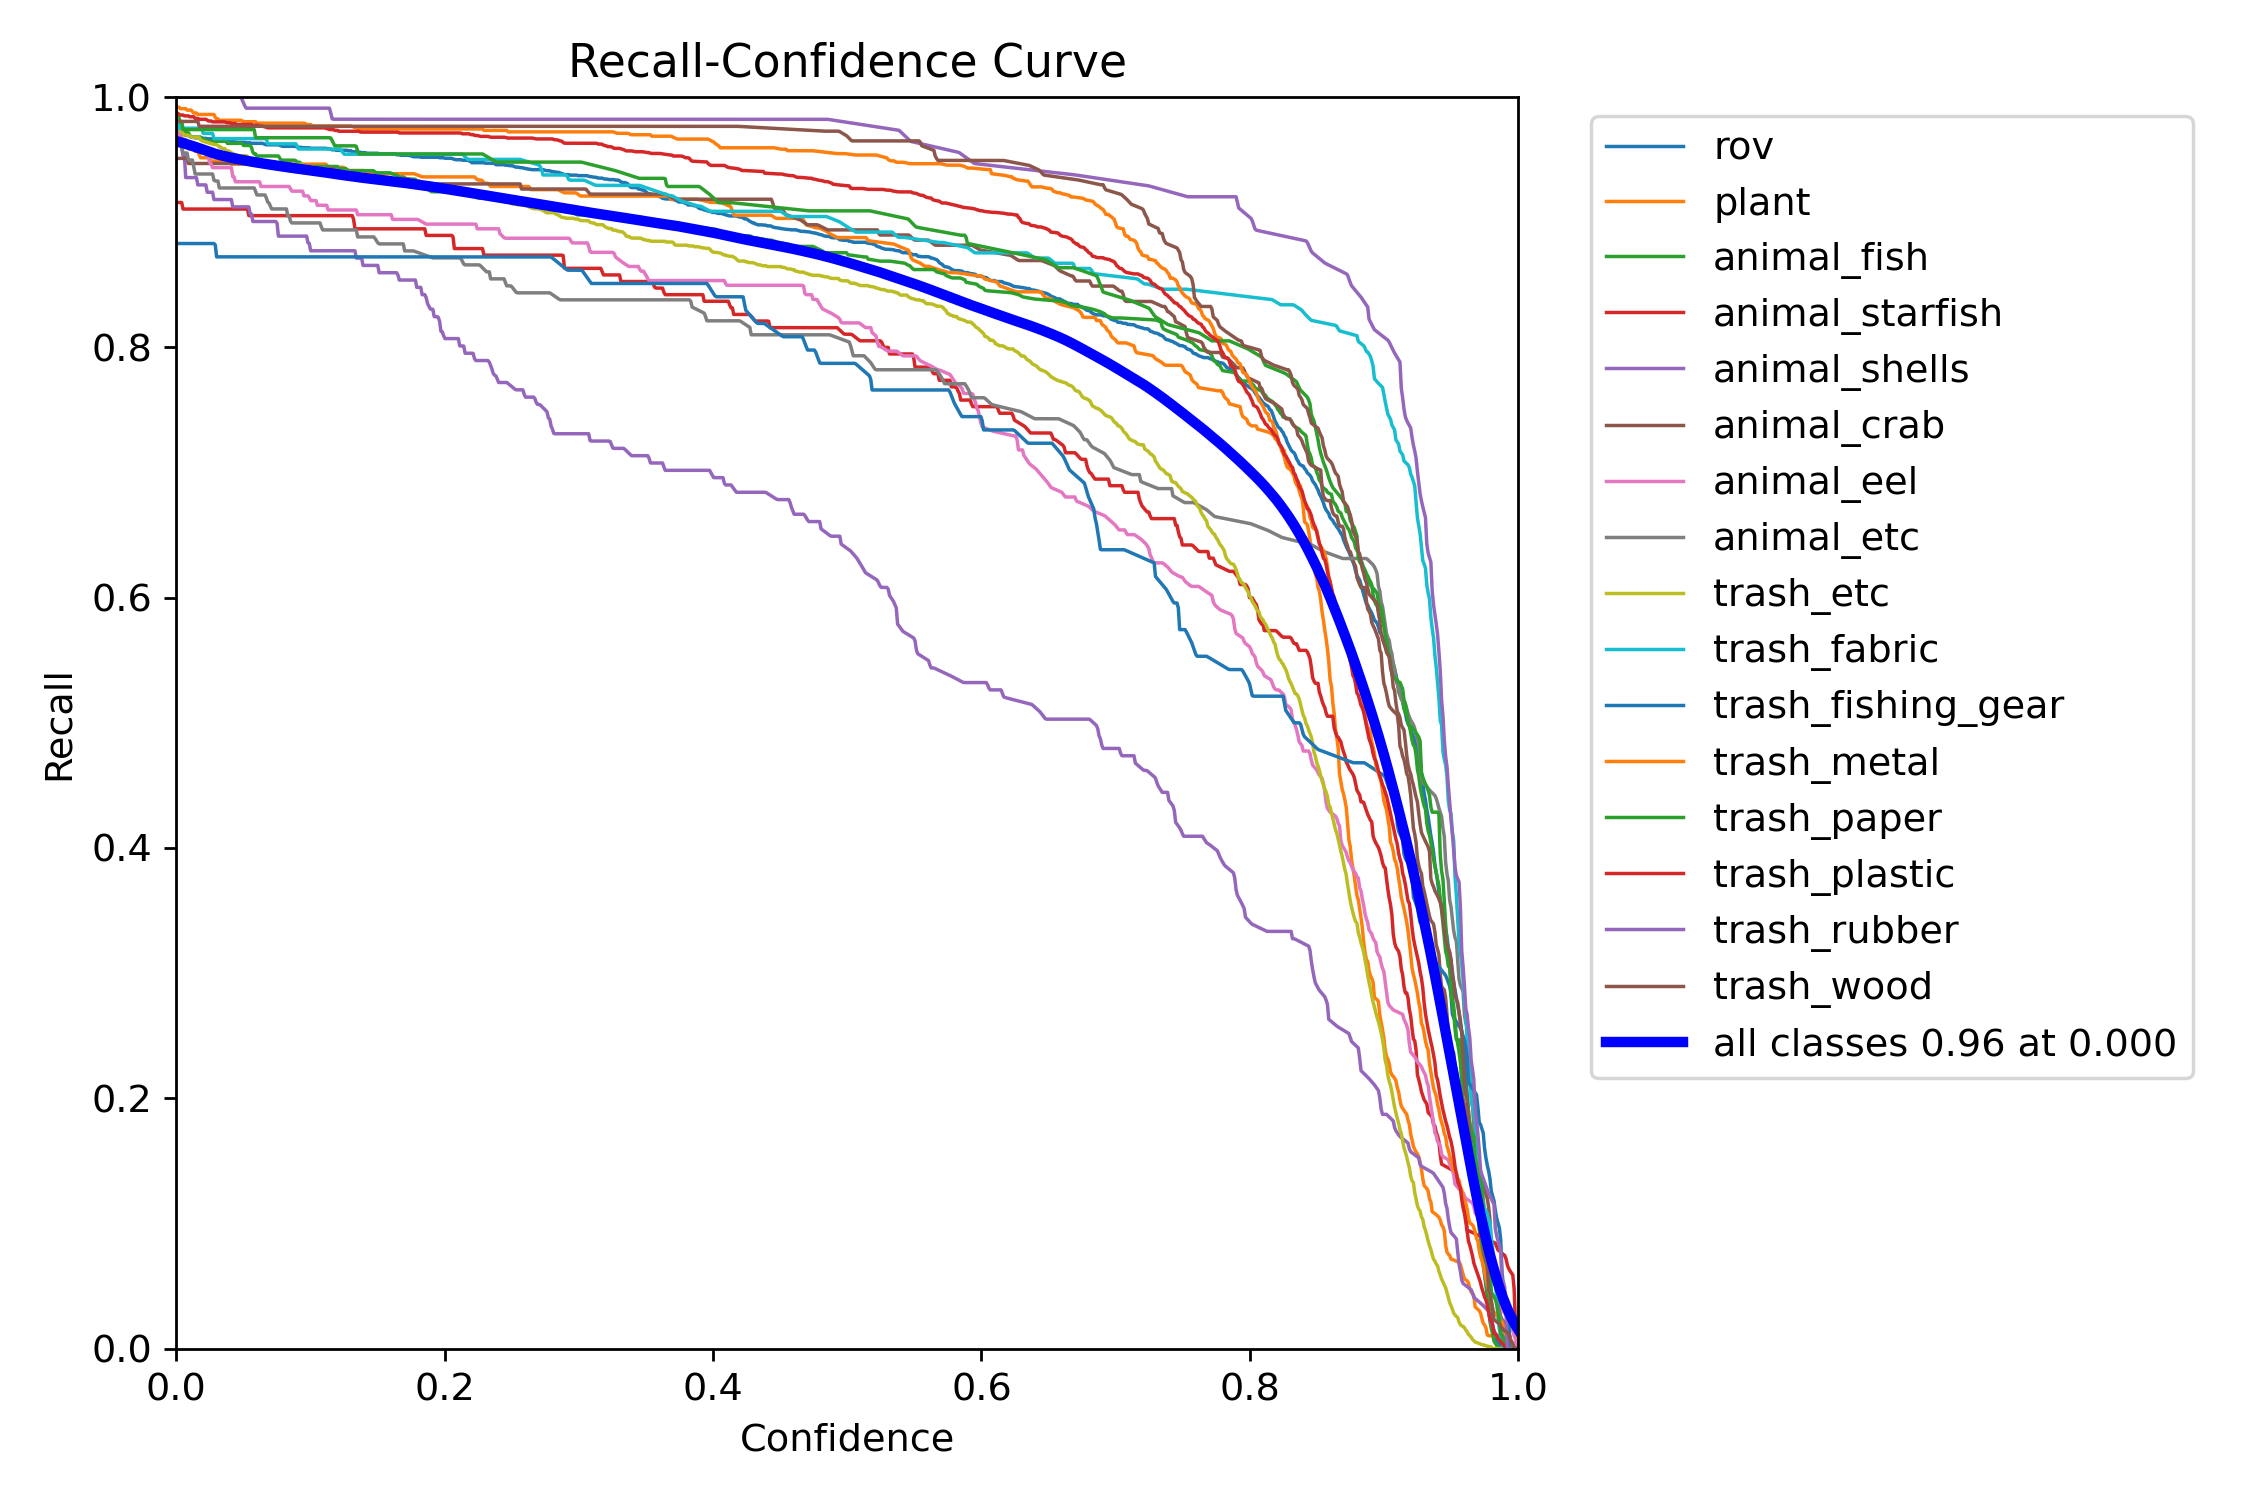 Recall-Confidence Curve
1.0
0.8
0.6
0.4
0.2
0.0
Recall
0.0 0.2 0.4 0.6 0.8 1.0
Confidence
rov
plant
animal_fish
animal_starfish
animal_shells
animal_crab
animal_eel
animal_etc
trash_etc
trash_fabric
trash_fishing_gear
trash_metal
trash_paper
trash_plastic
trash_rubber
trash_wood
all classes 0.96 at 0.000